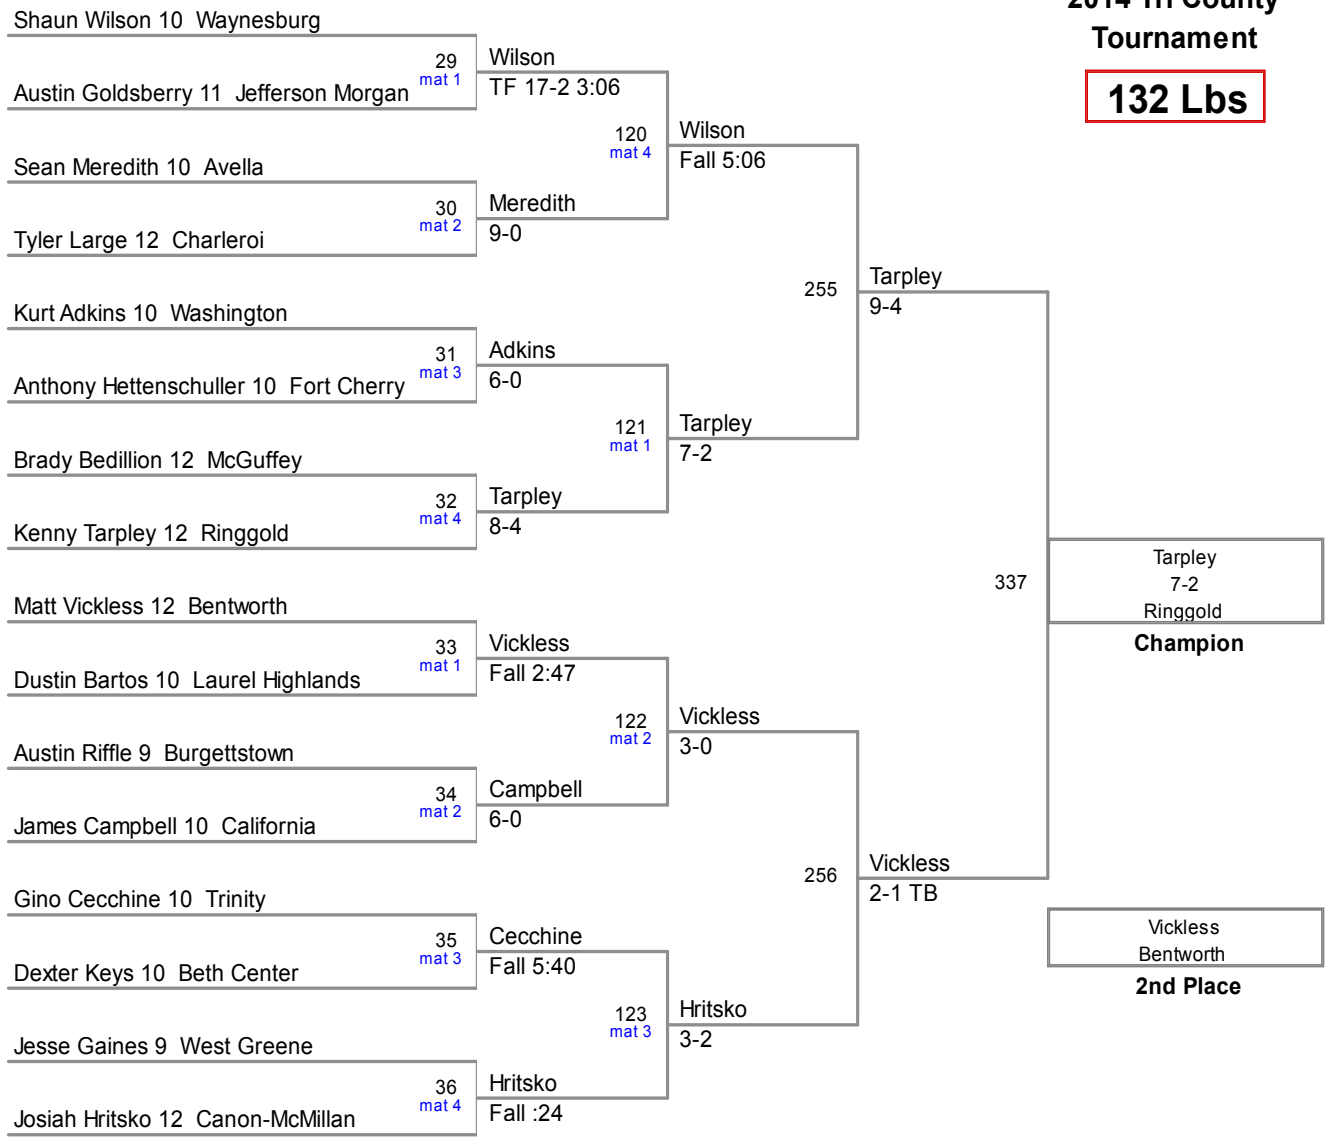 2014 Tri County
Tournament
132 Lbs
Shaun Wilson 10 Waynesburg
29
mat 1
Wilson
TF 17-2 3:06
Austin Goldsberry 11 Jefferson Morgan
120
mat 4
Wilson
Fall 5:06
Sean Meredith 10 Avella
30
mat 2
Meredith
9-0
Tyler Large 12 Charleroi
255
Tarpley
9-4
Kurt Adkins 10 Washington
31
mat 3
Adkins
6-0
Anthony Hettenschuller 10 Fort Cherry
121
mat 1
Tarpley
7-2
Brady Bedillion 12 McGuffey
32
mat 4
Tarpley
8-4
Kenny Tarpley 12 Ringgold
337
Tarpley
7-2
Ringgold
Champion
Matt Vickless 12 Bentworth
33
mat 1
Vickless
Fall 2:47
Dustin Bartos 10 Laurel Highlands
122
mat 2
Vickless
3-0
Austin Riffle 9 Burgettstown
34
mat 2
Campbell
6-0
James Campbell 10 California
256
Vickless
2-1 TB
Gino Cecchine 10 Trinity
35
mat 3
Cecchine
Fall 5:40
Dexter Keys 10 Beth Center
Vickless
Bentworth
2nd Place
123
mat 3
Hritsko
3-2
Jesse Gaines 9 West Greene
36
mat 4
Hritsko
Fall :24
Josiah Hritsko 12 Canon-McMillan